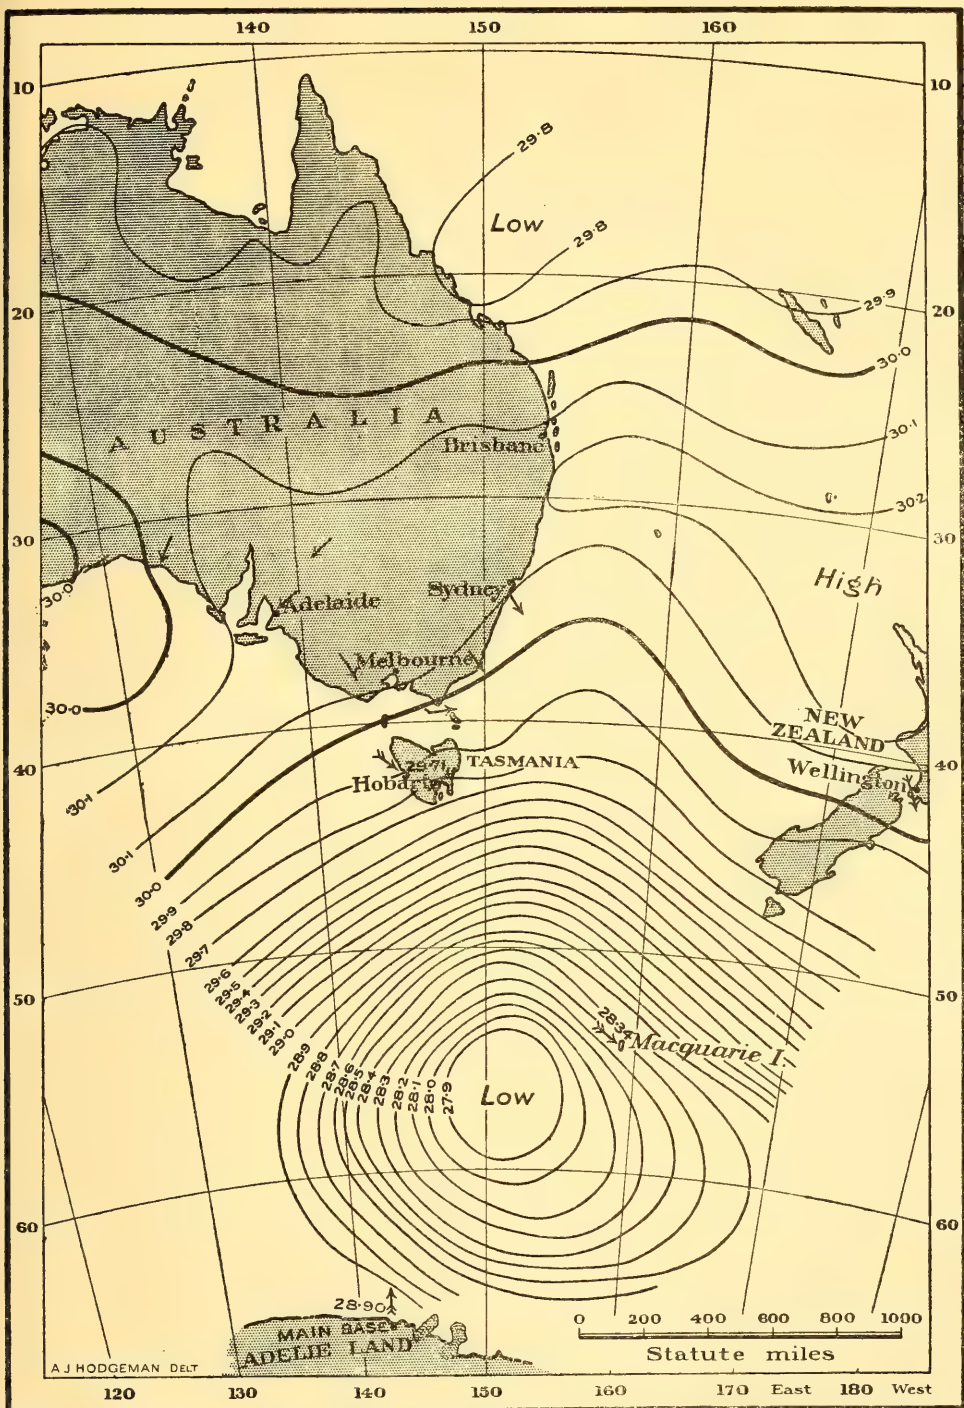 140 150 160
10 10
29·8
Low
29·8
20 20
29·9
30·0
AUSTRALIA
30·1
Brisbane
30·2
30 30
High
30·0
Adelaide
Sydney
Melbourne
30·0
NEW
ZEALAND
40 40
29·71
TASMANIA
Hobart
Wellington
30·1
30·1
30·0
29·9
29·8
29·7
29·6
29·5
29·4
29·3
29·2
29·1
29·0
28·9
28·8
28·7
28·6
28·5
28·4
28·3
28·2
28·1
28·0
27·9
50 50
28·34
Macquarie I.
Low
60 60
28·90
MAIN BASE
ADELIE LAND
0 200 400 600 800 1000
Statute miles
A J HODGEMAN DELT
120 130 140 150 160 170 East 180 West